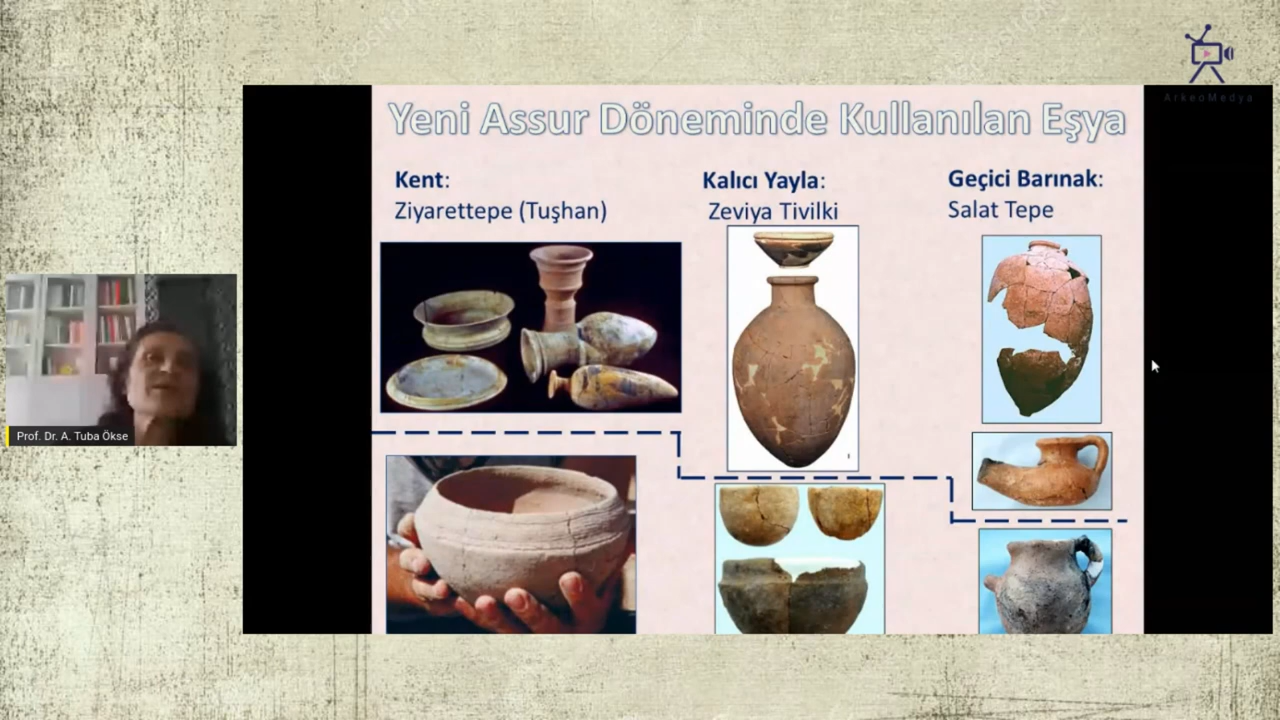 ArkeoMedya
Yeni Assur Döneminde Kullanılan Eşya
Kent:
Ziyarettepe (Tuşhan)
Kalıcı Yayla:
Zeviya Tivilki
Geçici Barınak:
Salat Tepe
Prof. Dr. A. Tuba Ökse